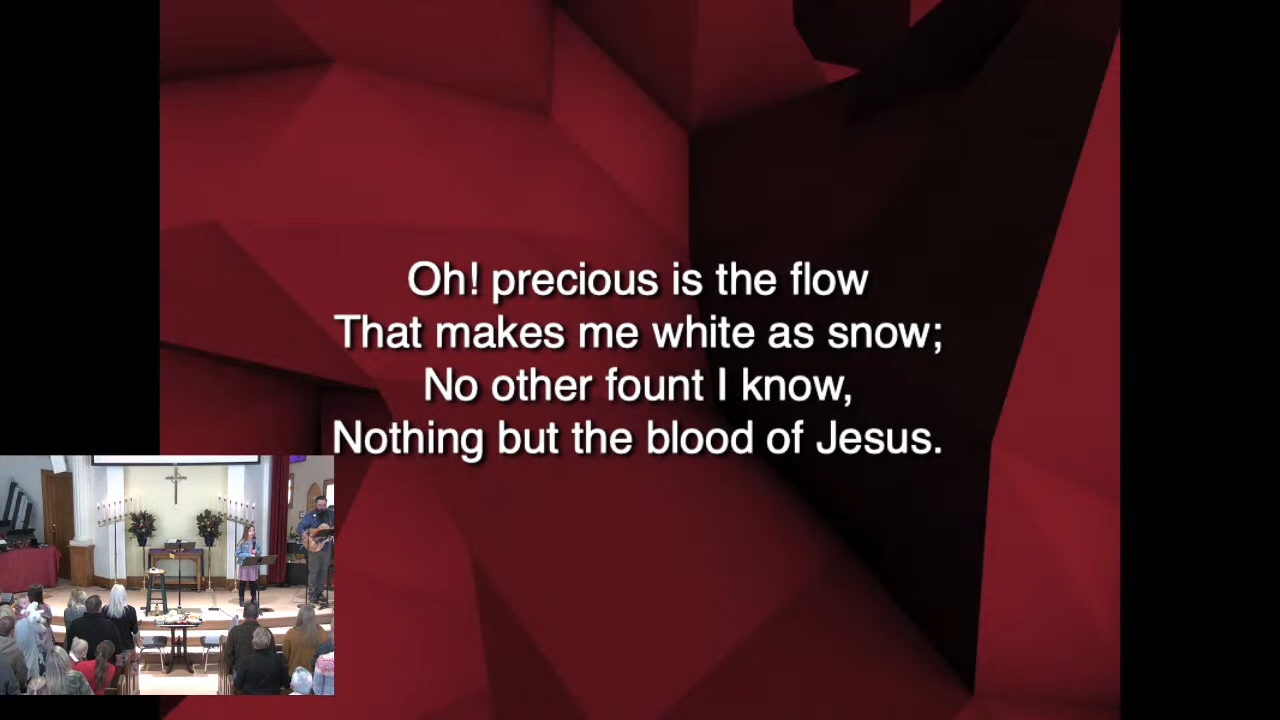 Oh! precious is the flow
That makes me white as snow;
No other fount I know,
Nothing but the blood of Jesus.